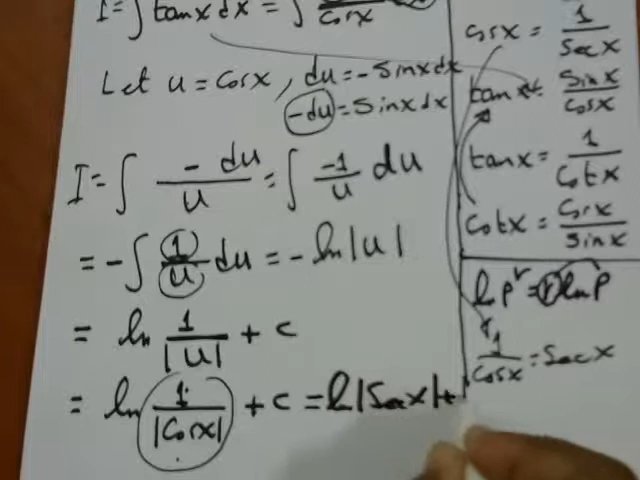 I = ∫ tanx dx = ∫ / Cosx
Let u = Cosx, du = -Sinx dx
-du = Sinx dx
I = ∫ -du/u = ∫ -1/u du
= -∫ 1/u du = -ln|u|
= ln 1/|u| + c
= ln 1/|Cosx| + c = ln|Secx| +
Cosx = 1/Secx
tanx = Sinx/Cosx
tanx = 1/Cotx
Cotx = Cosx/Sinx
ln p^r = r ln p
1/Cosx = Secx